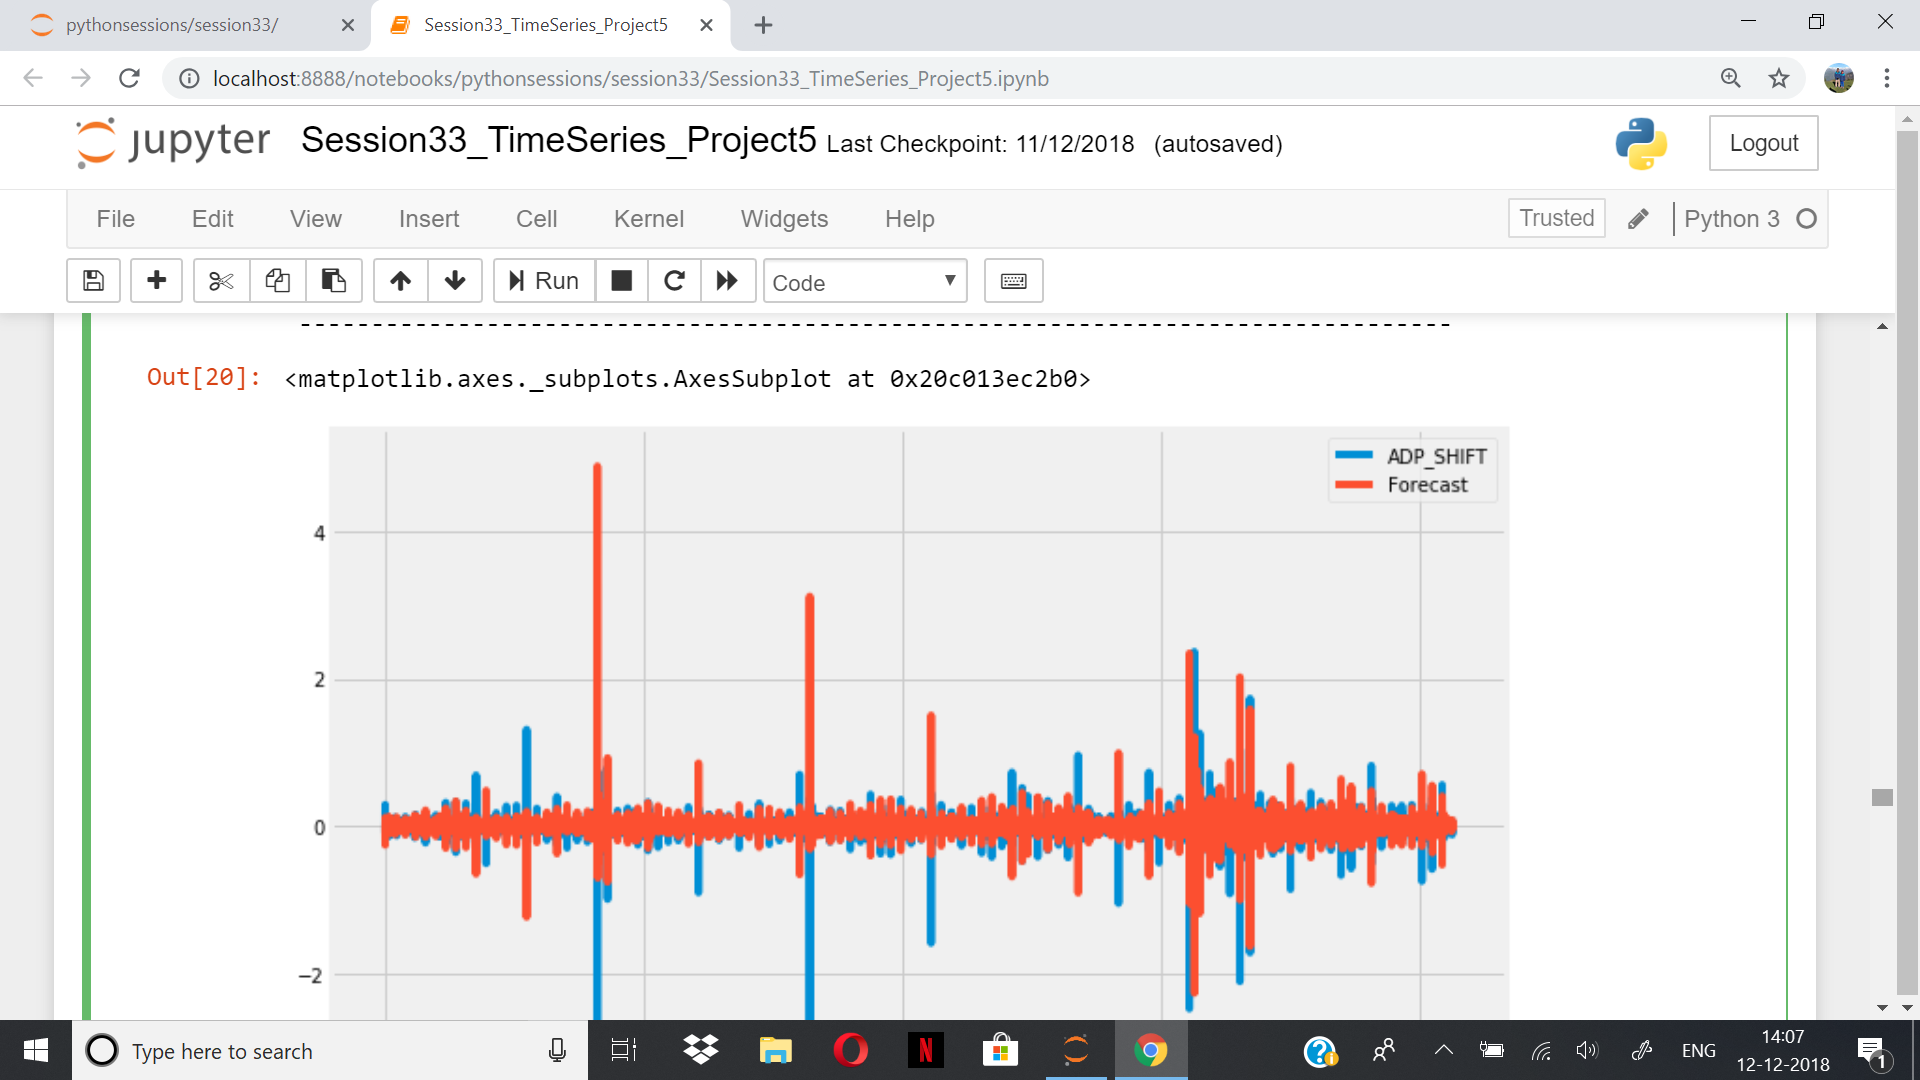 pythonsessions/session33/
Session33_TimeSeries_Project5
localhost:8888/notebooks/pythonsessions/session33/Session33_TimeSeries_Project5.ipynb
jupyter Session33_TimeSeries_Project5 Last Checkpoint: 11/12/2018 (autosaved)
Logout
File Edit View Insert Cell Kernel Widgets Help
Trusted
Python 3
Run
Code
--------------------------------------------------------------------------------
Out[20]: <matplotlib.axes._subplots.AxesSubplot at 0x20c013ec2b0>
ADP_SHIFT
Forecast
4
2
0
−2
Type here to search
N
ENG
14:07
12-12-2018
1